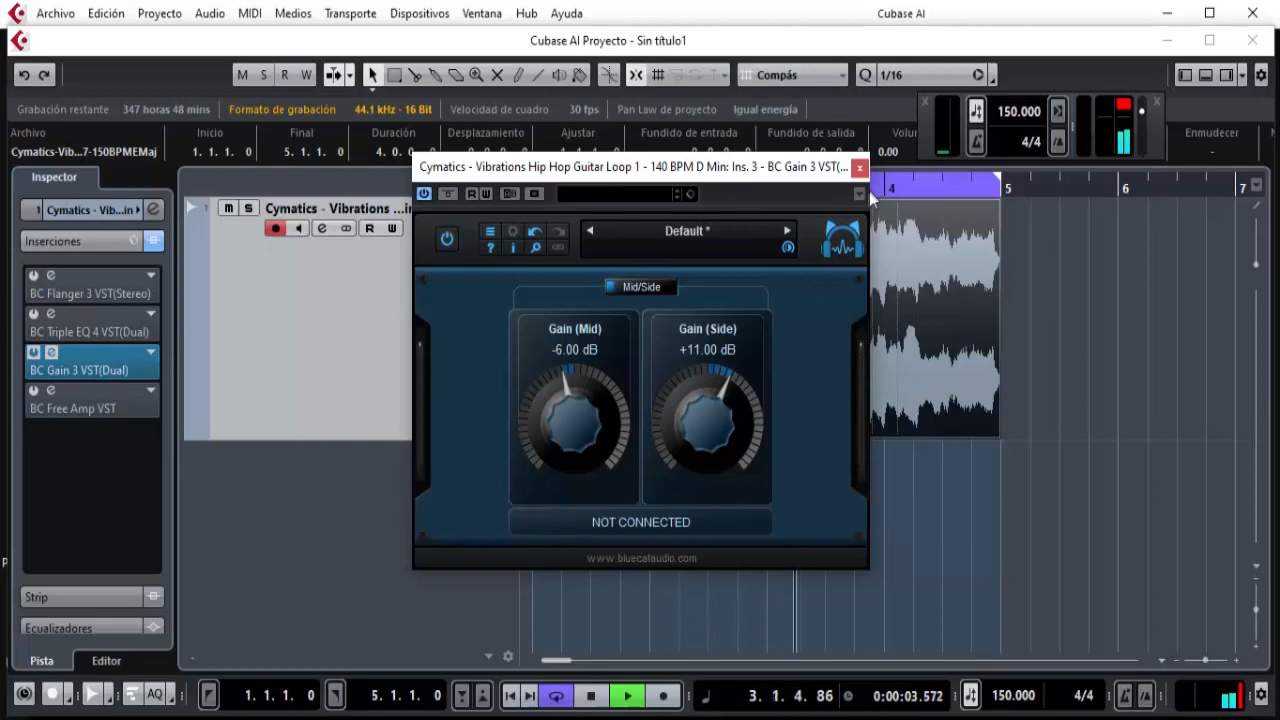 Archivo Edición Proyecto Audio MIDI Medios Transporte Dispositivos Ventana Hub Ayuda Cubase AI
Cubase AI Proyecto - Sin título1
M S R W Compás Q 1/16
Grabación restante 347 horas 48 mins Formato de grabación 44.1 kHz - 16 Bit Velocidad de cuadro 30 fps Pan Law de proyecto Igual energía 150.000
Archivo Inicio Final Duración Desplazamiento Ajustar Fundido de entrada Fundido de salida Enmudecer
4/4
Cymatics-Vib...7-150BPMEMaj 1. 1. 1. 0 5. 1. 1. 0 4. 0. 0.00
Cymatics - Vibrations Hip Hop Guitar Loop 1 - 140 BPM D Min: Ins. 3 - BC Gain 3 VST(...
Inspector
4 5 6 7
R W
1 Cymatics - Vib...in
1 M S Cymatics - Vibrations
R W
Inserciones
Default *
BC Flanger 3 VST(Stereo)
Mid/Side
BC Triple EQ 4 VST(Dual)
Gain (Mid) Gain (Side)
-6.00 dB +11.00 dB
BC Gain 3 VST(Dual)
BC Free Amp VST
NOT CONNECTED
www.bluecataudio.com
Strip
Ecualizadores
Pista Editor
AQ 1. 1. 1. 0 5. 1. 1. 0 3. 1. 4. 86 0:00:03.572 150.000 4/4